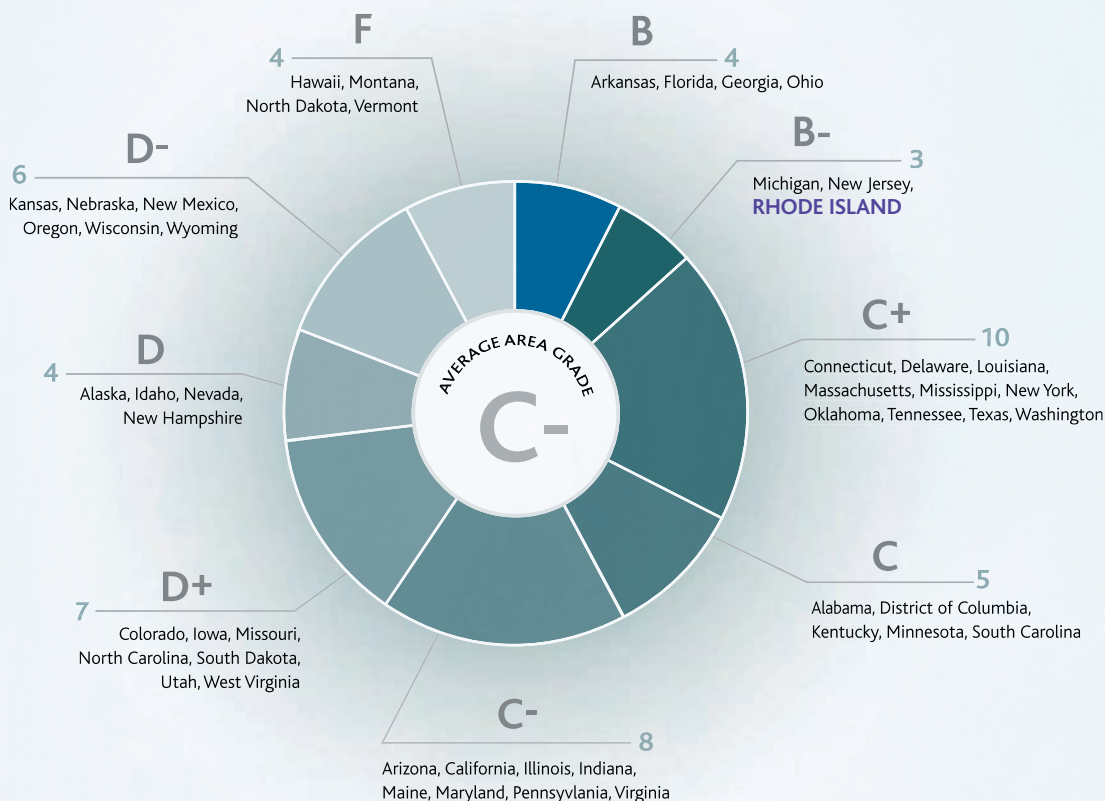 F
4
Hawaii, Montana,
North Dakota, Vermont
B
4
Arkansas, Florida, Georgia, Ohio
B-
3
Michigan, New Jersey,
RHODE ISLAND
C+
10
Connecticut, Delaware, Louisiana,
Massachusetts, Mississippi, New York,
Oklahoma, Tennessee, Texas, Washington
C
5
Alabama, District of Columbia,
Kentucky, Minnesota, South Carolina
C-
8
Arizona, California, Illinois, Indiana,
Maine, Maryland, Pennsyvlania, Virginia
D+
7
Colorado, Iowa, Missouri,
North Carolina, South Dakota,
Utah, West Virginia
D
4
Alaska, Idaho, Nevada,
New Hampshire
D-
6
Kansas, Nebraska, New Mexico,
Oregon, Wisconsin, Wyoming
AVERAGE AREA GRADE
C-